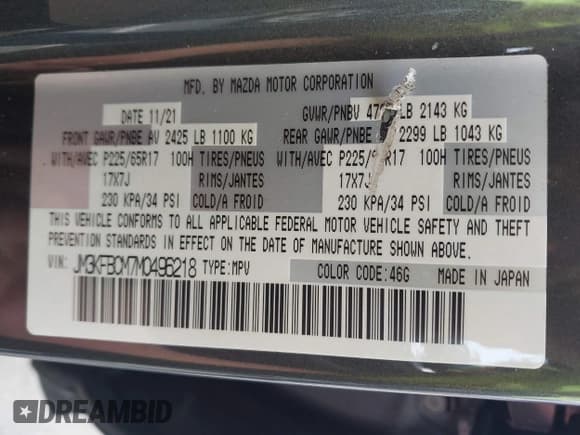 MFD. BY MAZDA MOTOR CORPORATION
DATE 11/21 GVWR/PNBV LB 2143 KG
FRONT GAWR/PNBE AV 2425 LB 1100 KG REAR GAWR/PNBE 2299 LB 1043 KG
WITH/AVEC P225/65R17 100H TIRES/PNEUS WITH/AVEC 100H TIRES/PNEUS
17X7J RIMS/JANTES 17X7J RIMS/JANTES
230 KPA/34 PSI COLD/A FROID 230 KPA/34 PSI COLD/A FROID
THIS VEHICLE CONFORMS TO ALL APPLICABLE FEDERAL MOTOR VEHICLE SAFETY AND THEFT
PREVENTION STANDARDS IN EFFECT ON THE DATE OF MANUFACTURE SHOWN ABOVE.
VIN: JM3KFBCM7M0496218 TYPE:MPV COLOR CODE:46G MADE IN JAPAN
DREAMBID